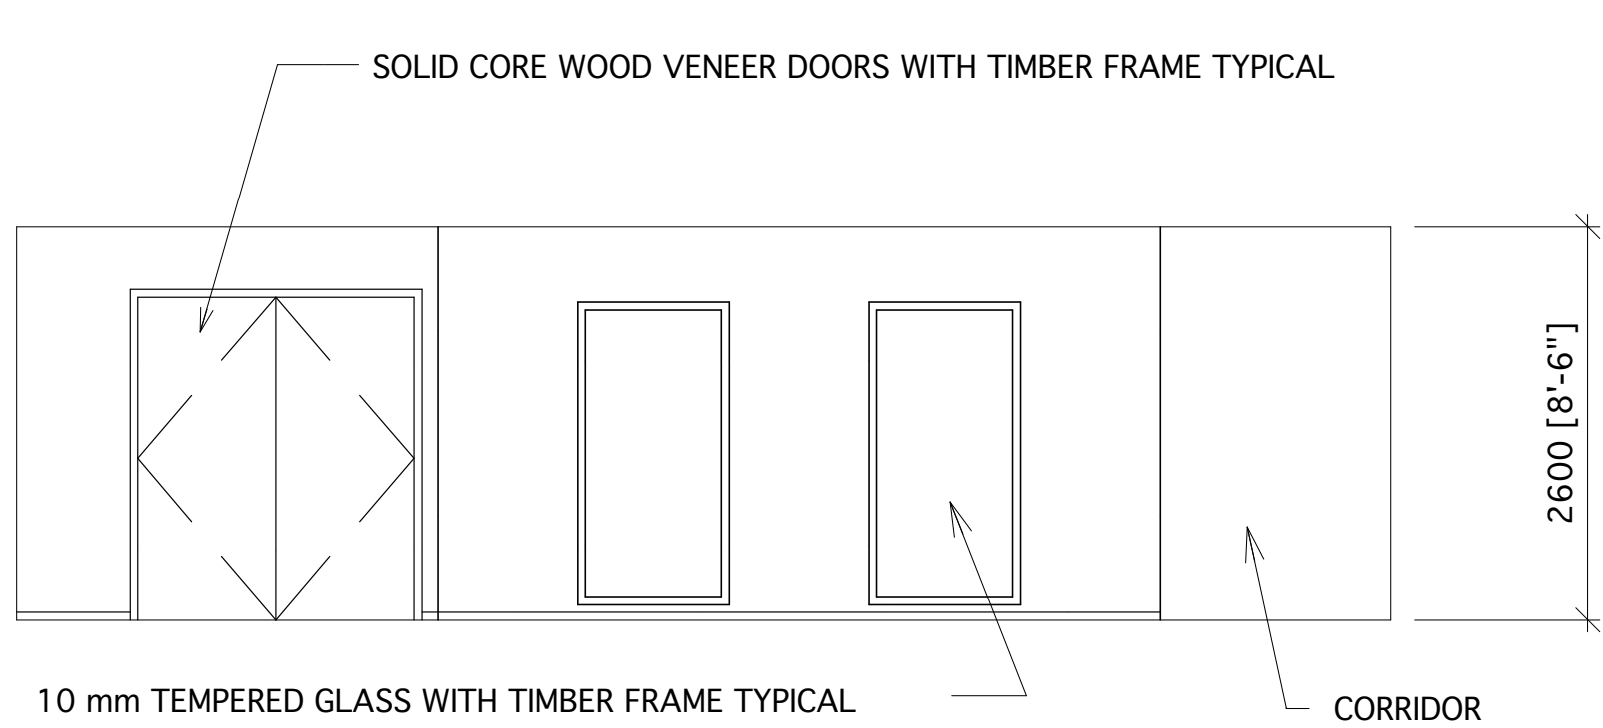 SOLID CORE WOOD VENEER DOORS WITH TIMBER FRAME TYPICAL
2600 [8'-6"]
10 mm TEMPERED GLASS WITH TIMBER FRAME TYPICAL
CORRIDOR